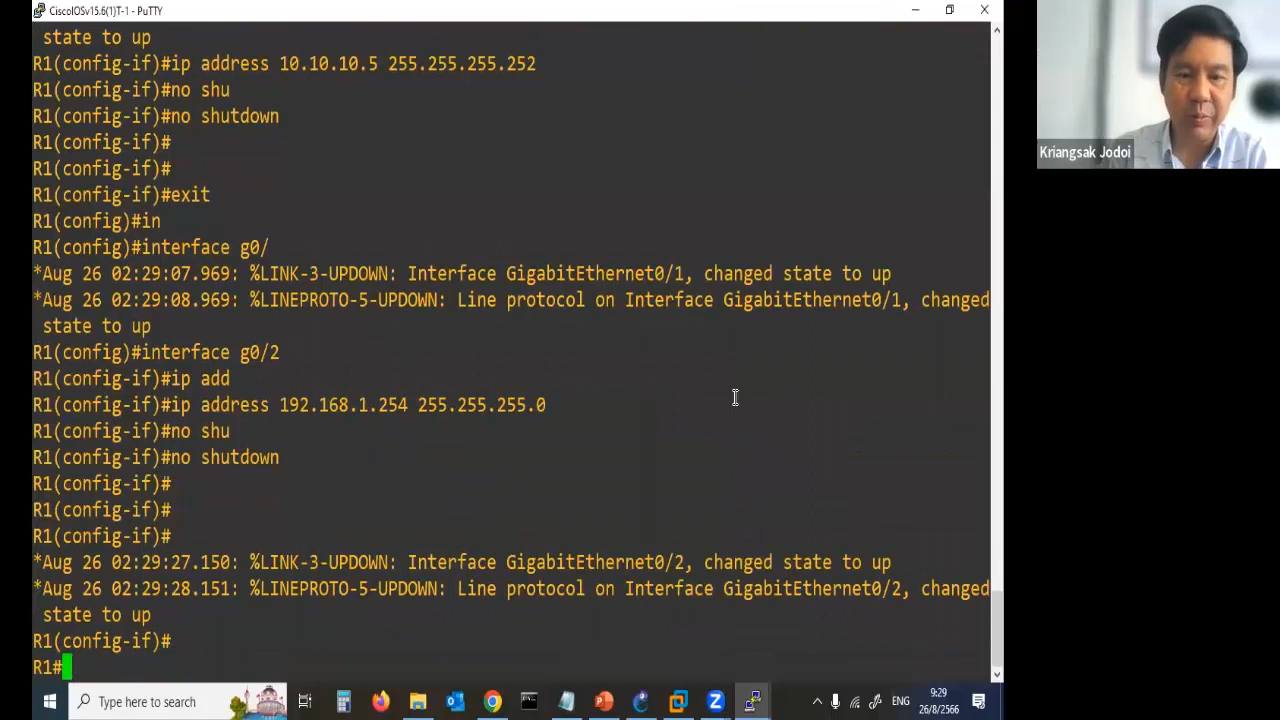 CiscoIOSv15.6(1)T-1 - PuTTY
state to up
R1(config-if)#ip address 10.10.10.5 255.255.255.252
R1(config-if)#no shu
R1(config-if)#no shutdown
R1(config-if)#
R1(config-if)#
R1(config-if)#exit
R1(config)#in
R1(config)#interface g0/
*Aug 26 02:29:07.969: %LINK-3-UPDOWN: Interface GigabitEthernet0/1, changed state to up
*Aug 26 02:29:08.969: %LINEPROTO-5-UPDOWN: Line protocol on Interface GigabitEthernet0/1, changed
state to up
R1(config)#interface g0/2
R1(config-if)#ip add
R1(config-if)#ip address 192.168.1.254 255.255.255.0
R1(config-if)#no shu
R1(config-if)#no shutdown
R1(config-if)#
R1(config-if)#
R1(config-if)#
*Aug 26 02:29:27.150: %LINK-3-UPDOWN: Interface GigabitEthernet0/2, changed state to up
*Aug 26 02:29:28.151: %LINEPROTO-5-UPDOWN: Line protocol on Interface GigabitEthernet0/2, changed
state to up
R1(config-if)#
R1#
Kriangsak Jodoi
Type here to search
ENG
9:29
26/8/2566